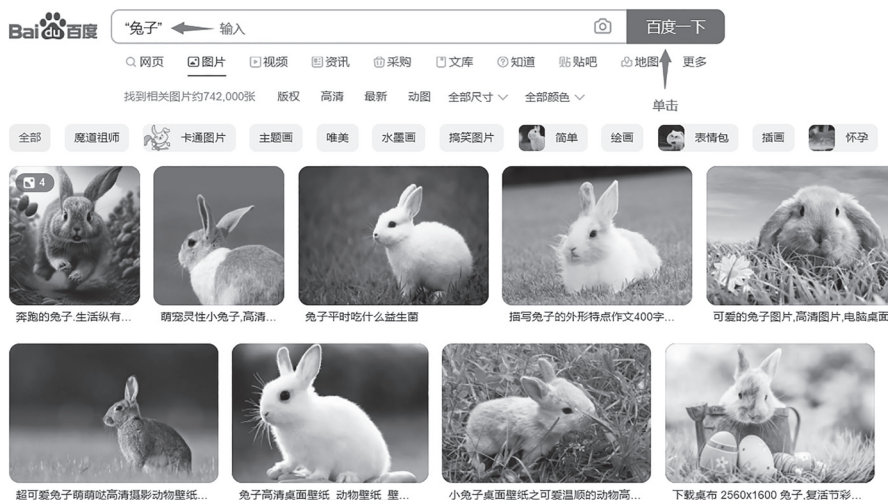 Bai du 百度 “兔子” 输入 百度一下
网页 图片 视频 资讯 采购 文库 知道 贴吧 地图 更多
找到相关图片约742,000张 版权 高清 最新 动图 全部尺寸 全部颜色
单击
全部 魔道祖师 卡通图片 主题画 唯美 水墨画 搞笑图片 简单 绘画 表情包 插画 怀孕
4
奔跑的兔子.生活纵有... 萌宠灵性小兔子,高清... 兔子平时吃什么益生菌 描写兔子的外形特点作文400字... 可爱的兔子图片,高清图片,电脑桌面
超可爱兔子萌萌哒高清摄影动物壁纸... 兔子高清桌面壁纸_动物壁纸_壁... 小兔子桌面壁纸之可爱温顺的动物高... 下载桌布 2560x1600 兔子,复活节彩...